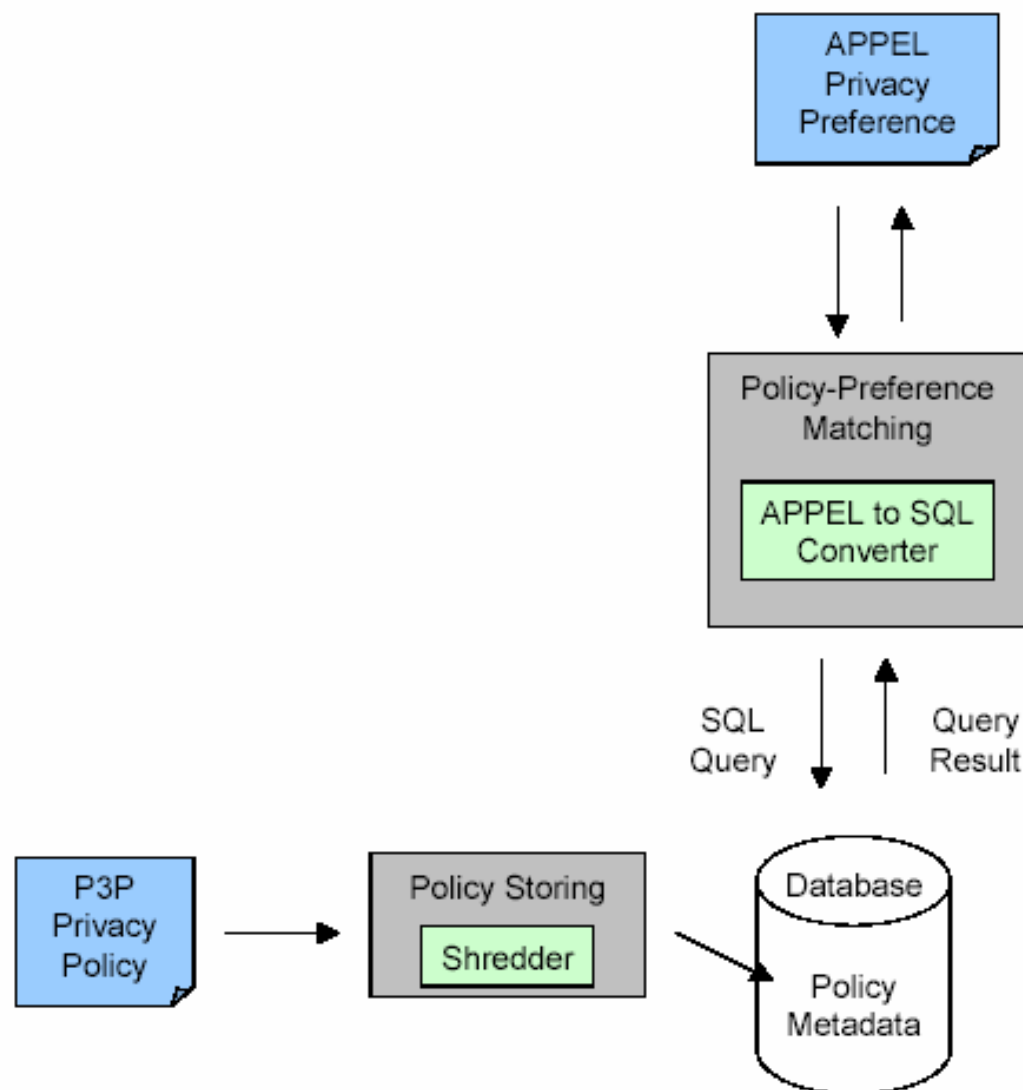 APPEL
Privacy
Preference
Policy-Preference
Matching
APPEL to SQL
Converter
SQL
Query
Query
Result
P3P
Privacy
Policy
Policy Storing
Shredder
Database
Policy
Metadata